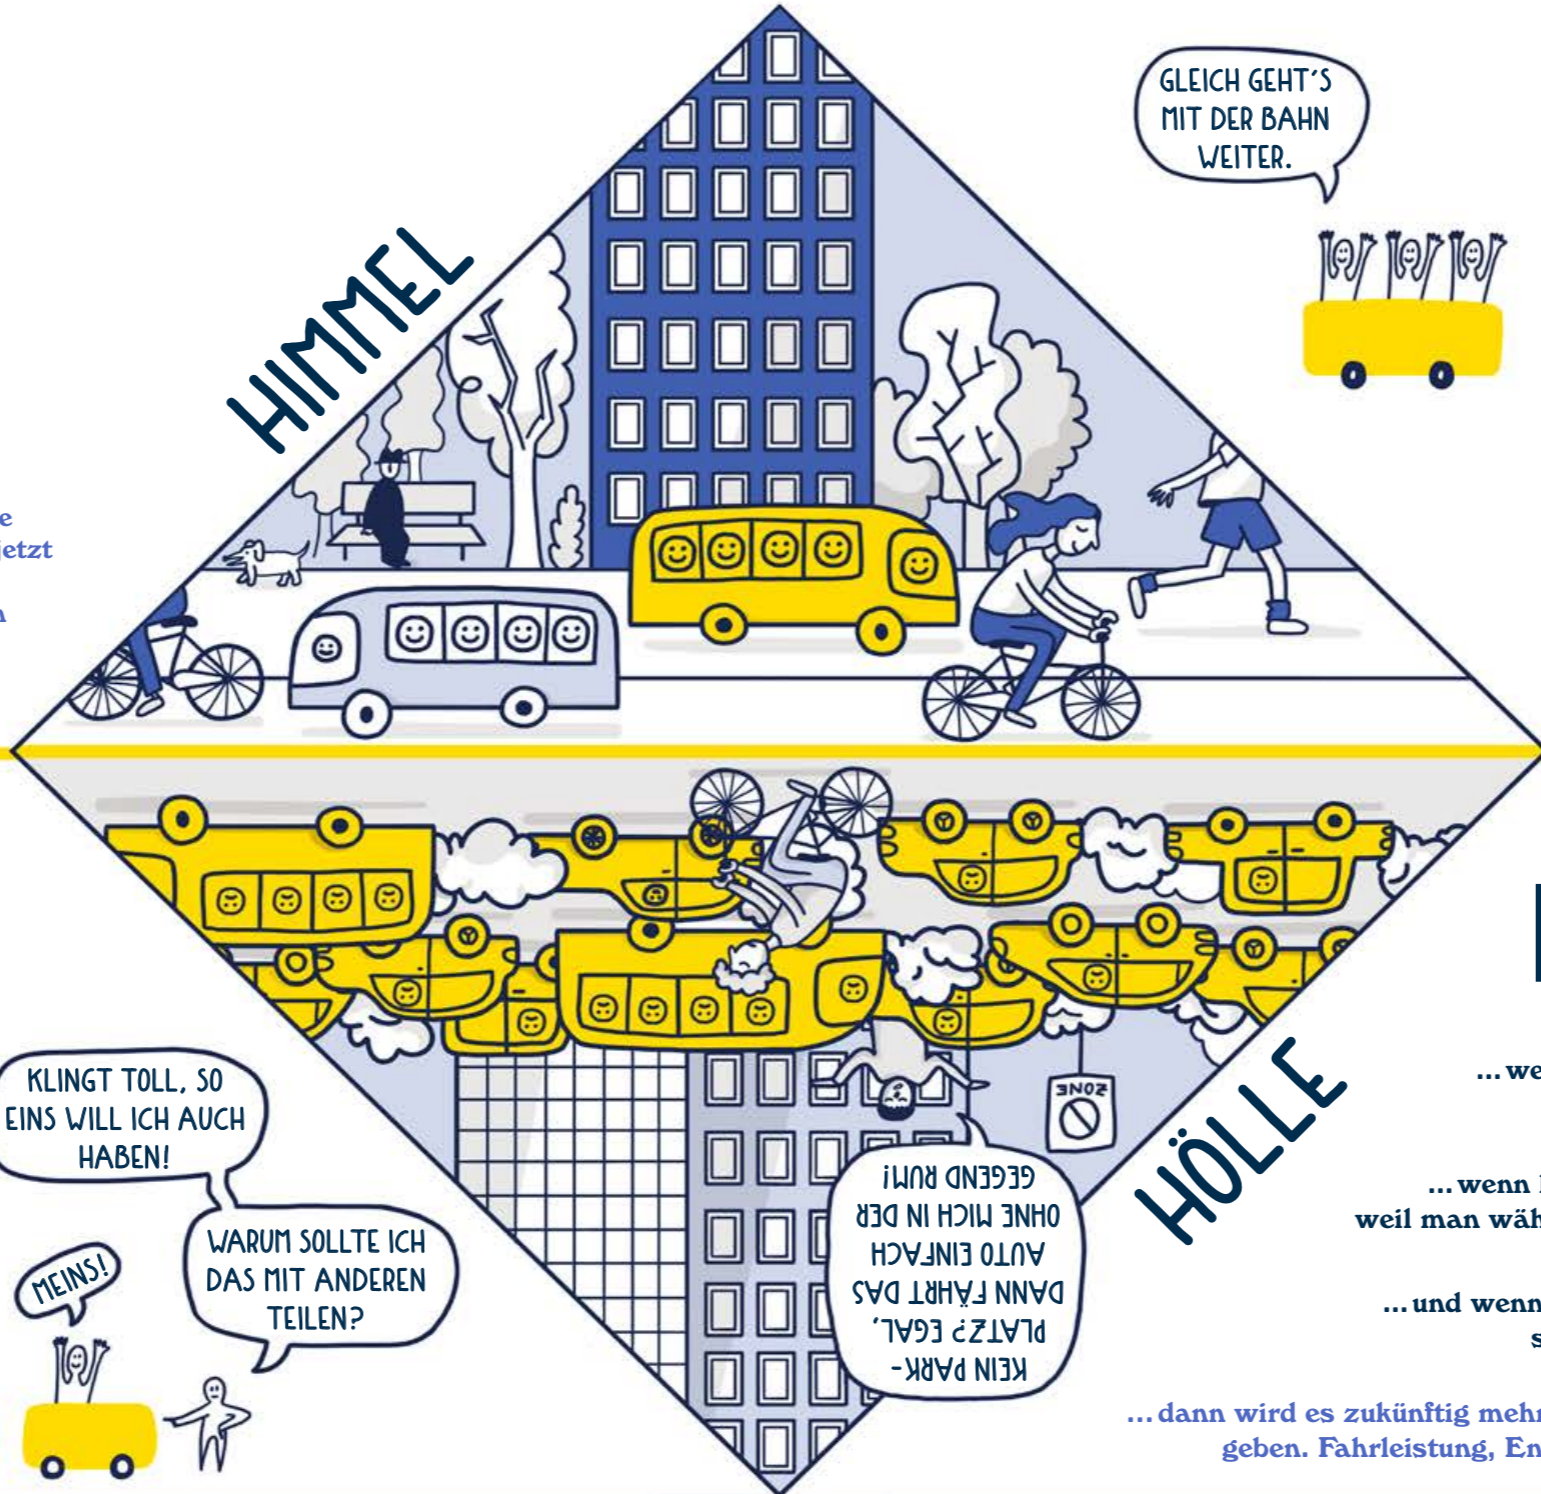 GLEICH GEHT'S
MIT DER BAHN
WEITER.
HIMMEL
jetzt
KLINGT TOLL, SO
EINS WILL ICH AUCH
HABEN!
WARUM SOLLTE ICH
DAS MIT ANDEREN
TEILEN?
MEINS!
KEIN PARK-
PLATZ? EGAL,
DANN FÄHRT DAS
AUTO EINFACH
OHNE MICH IN DER
GEGEND RUM!
ZONE
HÖLLE
...we
...wenn
weil man wäh
...und wenn
s
...dann wird es zukünftig mehr
geben. Fahrleistung, En